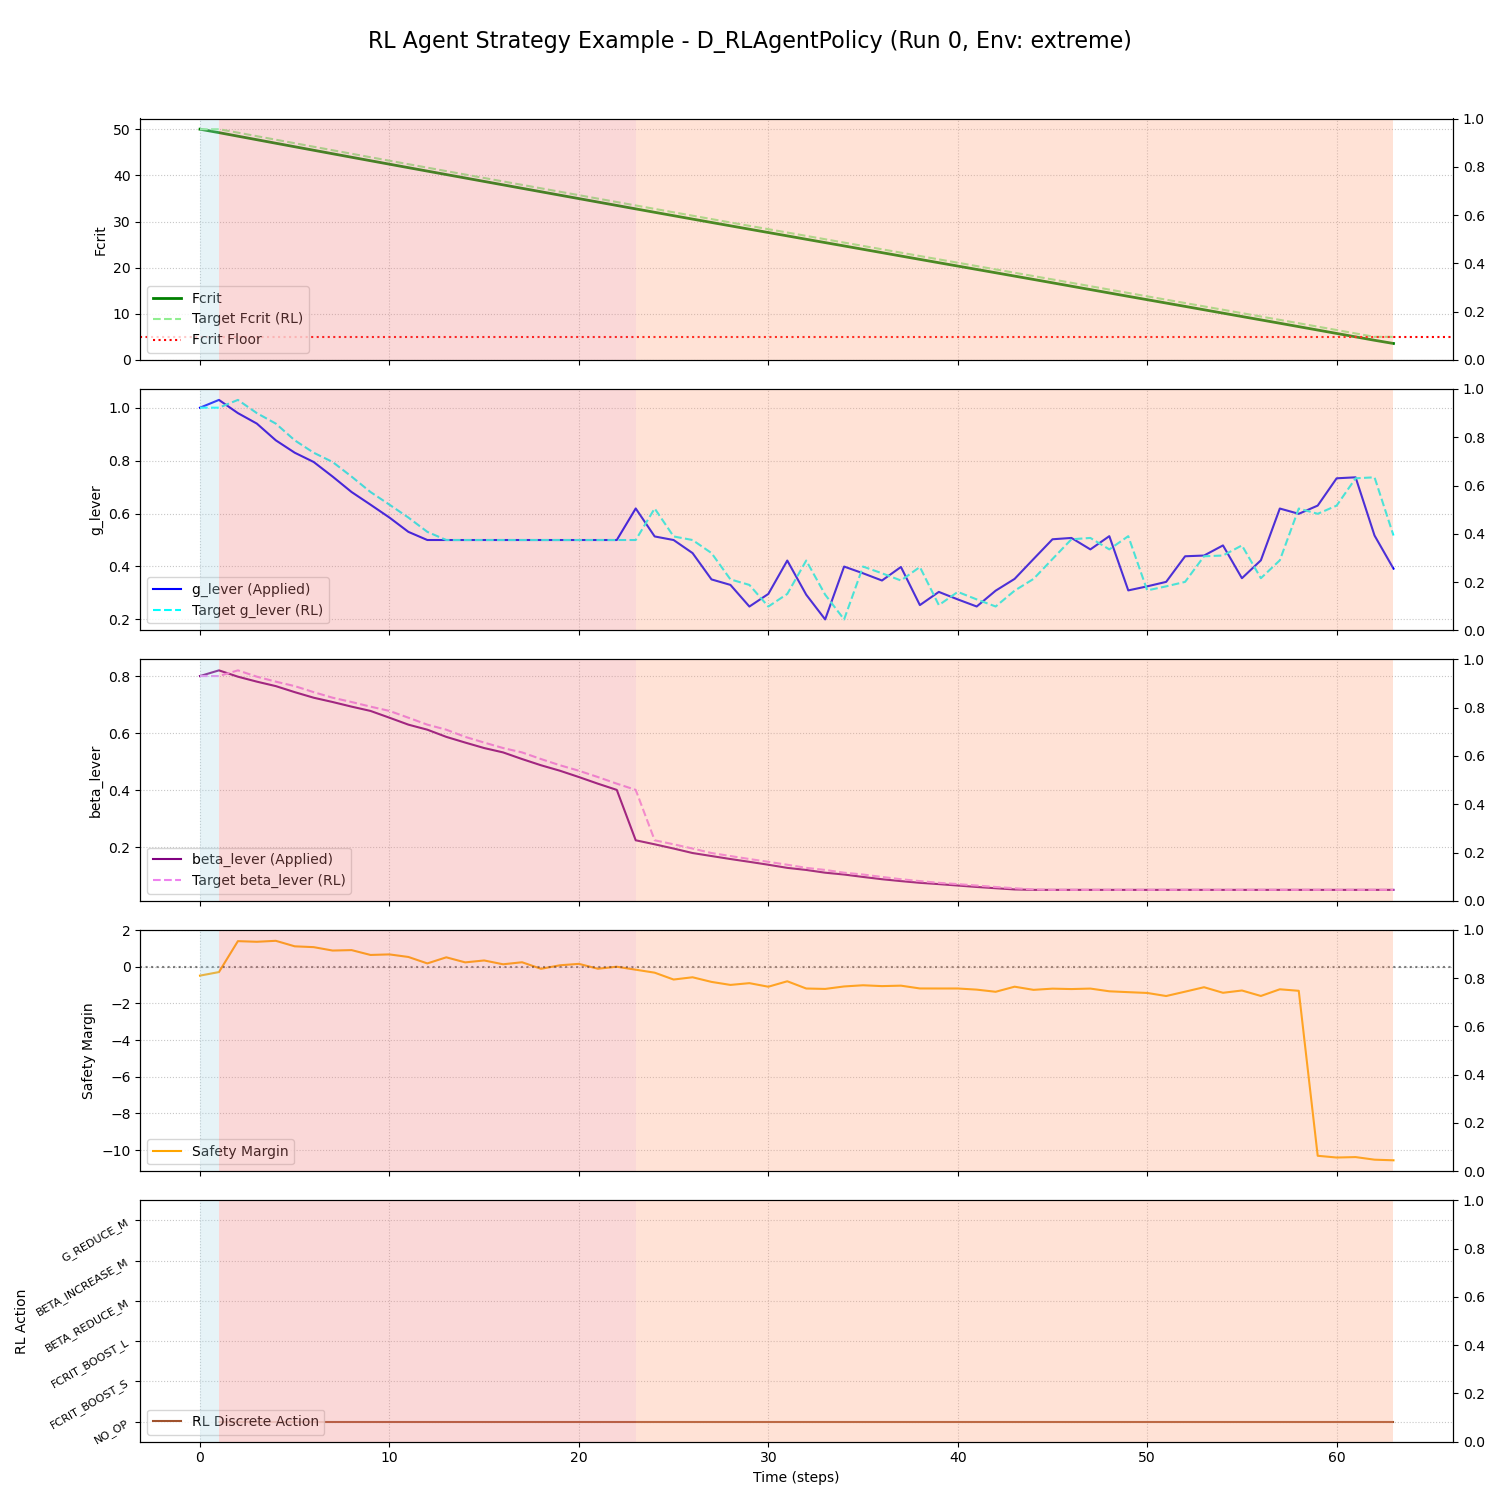 RL Agent Strategy Example - D_RLAgentPolicy (Run 0, Env: extreme)
50
40
30
20
10
0
Fcrit
Fcrit
Target Fcrit (RL)
Fcrit Floor
1.0
0.8
0.6
0.4
0.2
0.0
1.0
0.8
0.6
0.4
0.2
g_lever
g_lever (Applied)
Target g_lever (RL)
1.0
0.8
0.6
0.4
0.2
0.0
0.8
0.6
0.4
0.2
beta_lever
beta_lever (Applied)
Target beta_lever (RL)
1.0
0.8
0.6
0.4
0.2
0.0
2
0
−2
−4
−6
−8
−10
Safety Margin
Safety Margin
1.0
0.8
0.6
0.4
0.2
0.0
G_REDUCE_M
BETA_INCREASE_M
BETA_REDUCE_M
FCRIT_BOOST_L
FCRIT_BOOST_S
NO_OP
RL Action
RL Discrete Action
1.0
0.8
0.6
0.4
0.2
0.0
0 10 20 30 40 50 60
Time (steps)